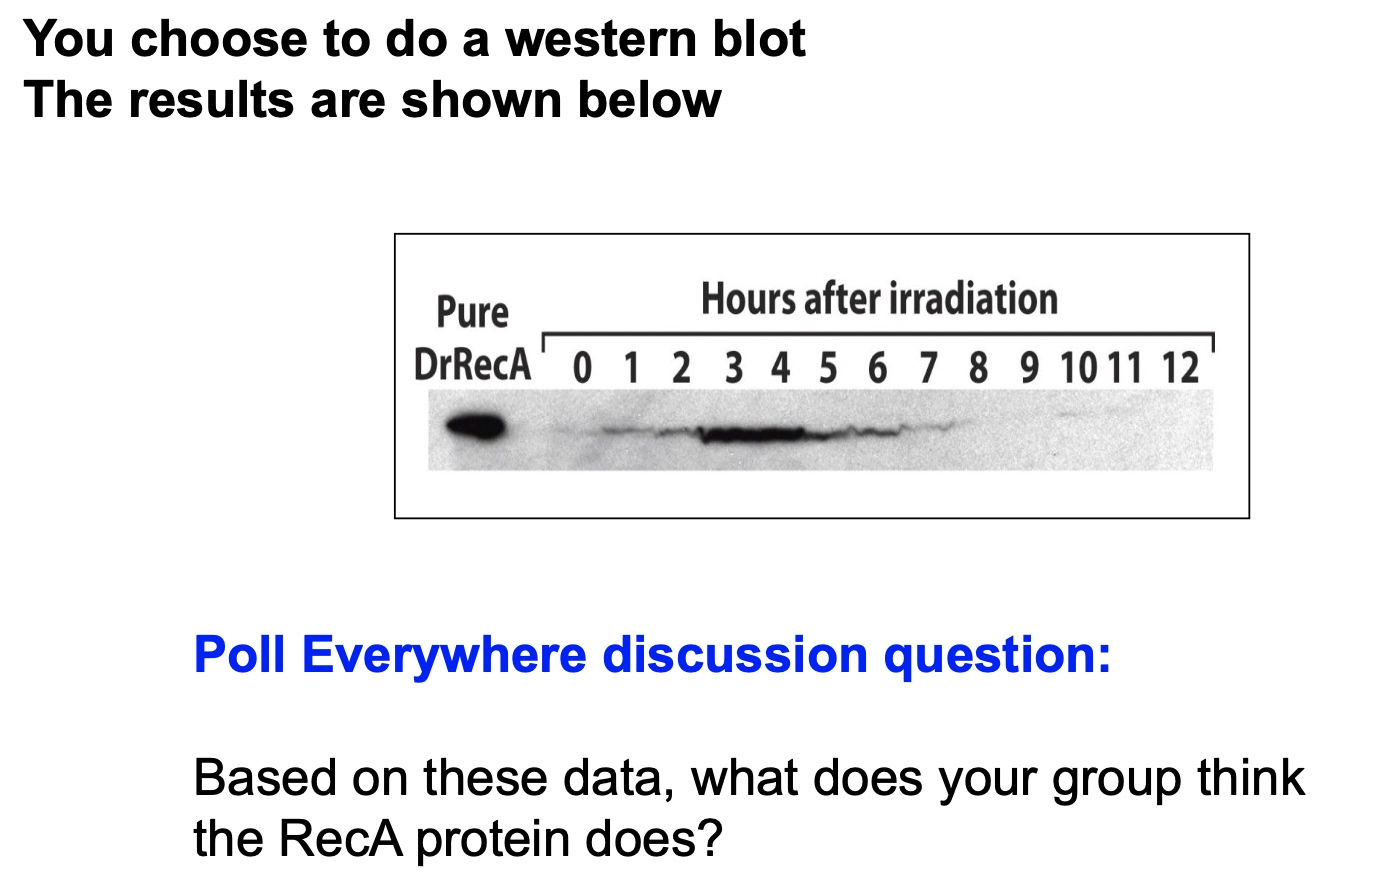 You choose to do a western blot
The results are shown below
Hours after irradiation
Pure
DrRecA
0 1 2 3 4 5 6 7 8 9 10 11 12
Poll Everywhere discussion question:
Based on these data, what does your group think
the RecA protein does?